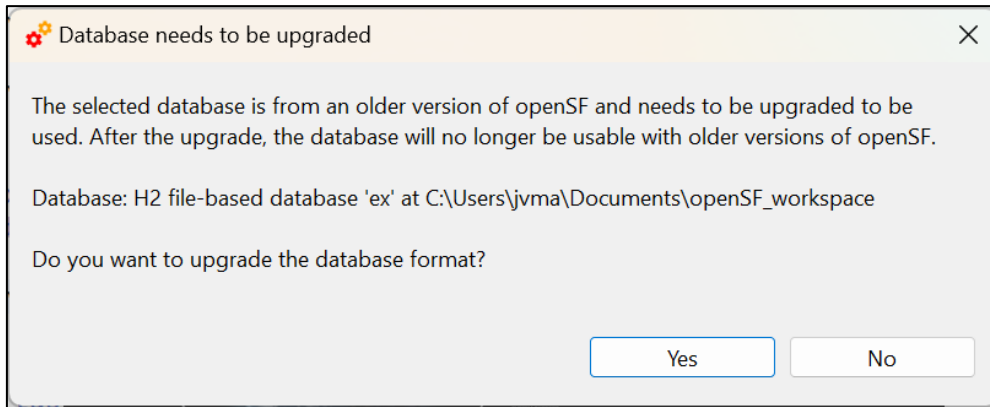 Database needs to be upgraded
The selected database is from an older version of openSF and needs to be upgraded to be
used. After the upgrade, the database will no longer be usable with older versions of openSF.
Database: H2 file-based database 'ex' at C:\Users\jvma\Documents\openSF_workspace
Do you want to upgrade the database format?
Yes No